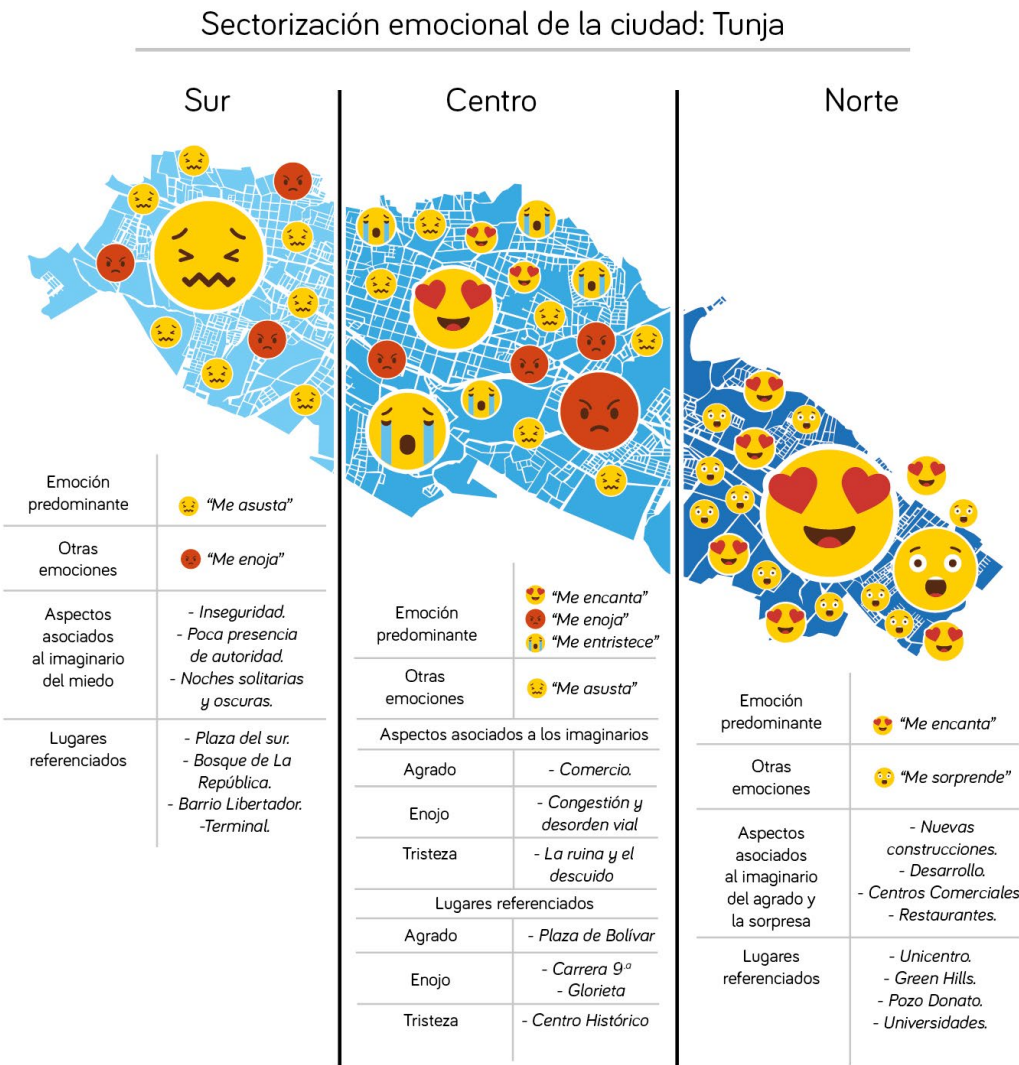 Sectorización emocional de la ciudad: Tunja
Sur
Emoción
predominante
"Me asusta"
Otras
emociones
"Me enoja"
Aspectos
asociados
al imaginario
del miedo
- Inseguridad.
- Poca presencia
de autoridad.
- Noches solitarias
y oscuras.
Lugares
referenciados
- Plaza del sur.
- Bosque de La
República.
- Barrio Libertador.
-Terminal.
Centro
Emoción
predominante
"Me encanta"
"Me enoja"
"Me entristece"
Otras
emociones
"Me asusta"
Aspectos asociados a los imaginarios
Agrado
- Comercio.
Enojo
- Congestión y
desorden vial
Tristeza
- La ruina y el
descuido
Lugares referenciados
Agrado
- Plaza de Bolívar
Enojo
- Carrera 9.ª
- Glorieta
Tristeza
- Centro Histórico
Norte
Emoción
predominante
"Me encanta"
Otras
emociones
"Me sorprende"
Aspectos
asociados
al imaginario
del agrado y
la sorpresa
- Nuevas
construcciones.
- Desarrollo.
- Centros Comerciales
- Restaurantes.
Lugares
referenciados
- Unicentro.
- Green Hills.
- Pozo Donato.
- Universidades.